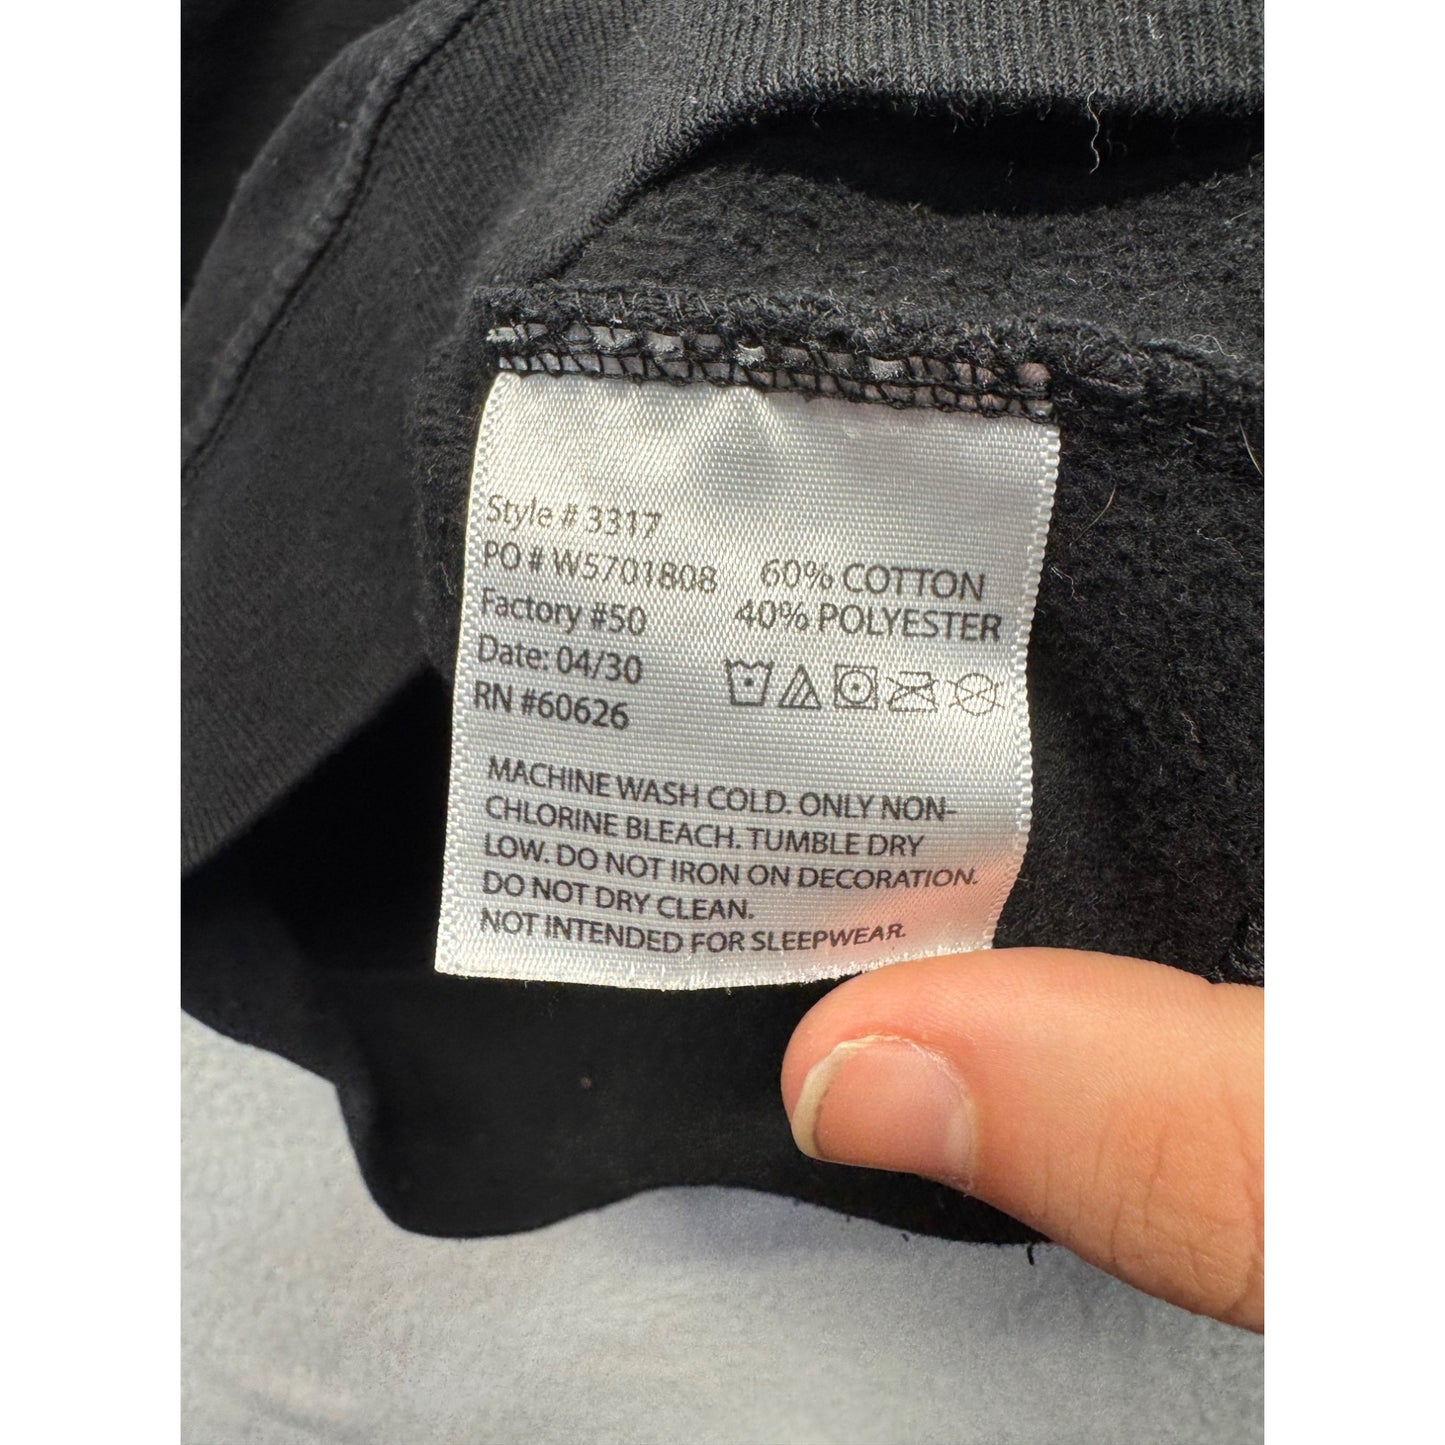 Style # 3317
PO # W5701808
Factory #50
Date: 04/30
RN #60626
60% COTTON
40% POLYESTER
MACHINE WASH COLD. ONLY NON-
CHLORINE BLEACH. TUMBLE DRY
LOW. DO NOT IRON ON DECORATION.
DO NOT DRY CLEAN.
NOT INTENDED FOR SLEEPWEAR.